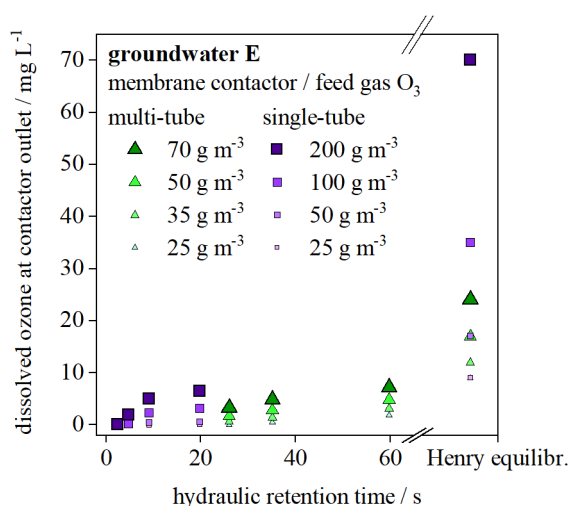 groundwater E
membrane contactor / feed gas O₃
multi-tube single-tube
70 g m⁻³ 200 g m⁻³
50 g m⁻³ 100 g m⁻³
35 g m⁻³ 50 g m⁻³
25 g m⁻³ 25 g m⁻³
dissolved ozone at contactor outlet / mg L⁻¹
70
60
50
40
30
20
10
0
0 20 40 60 Henry equilibr.
hydraulic retention time / s